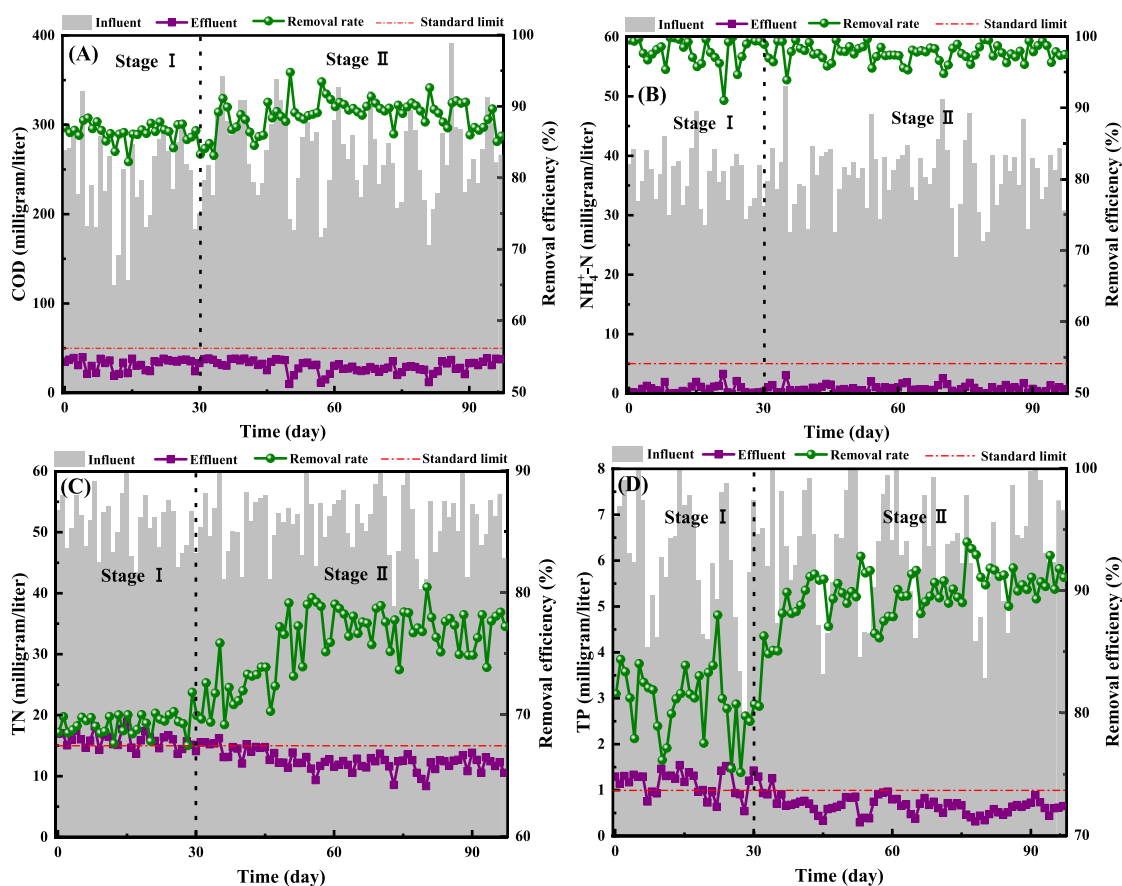 Influent Effluent Removal rate Standard limit
(A)
Stage Ⅰ
Stage Ⅱ
COD (milligram/liter)
400
300
200
100
0
100
90
80
70
60
50
Removal efficiency (%)
0 30 60 90
Time (day)
Influent Effluent Removal rate Standard limit
(B)
Stage Ⅰ
Stage Ⅱ
NH₄⁺-N (milligram/liter)
60
50
40
30
20
10
0
100
90
80
70
60
50
Removal efficiency (%)
0 30 60 90
Time (day)
Influent Effluent Removal rate Standard limit
(C)
Stage Ⅰ
Stage Ⅱ
TN (milligram/liter)
60
50
40
30
20
10
0
90
80
70
60
Removal efficiency (%)
0 30 60 90
Time (day)
Influent Effluent Removal rate Standard limit
(D)
Stage Ⅰ
Stage Ⅱ
TP (milligram/liter)
8
7
6
5
4
3
2
1
0
100
90
80
70
Removal efficiency (%)
0 30 60 90
Time (day)